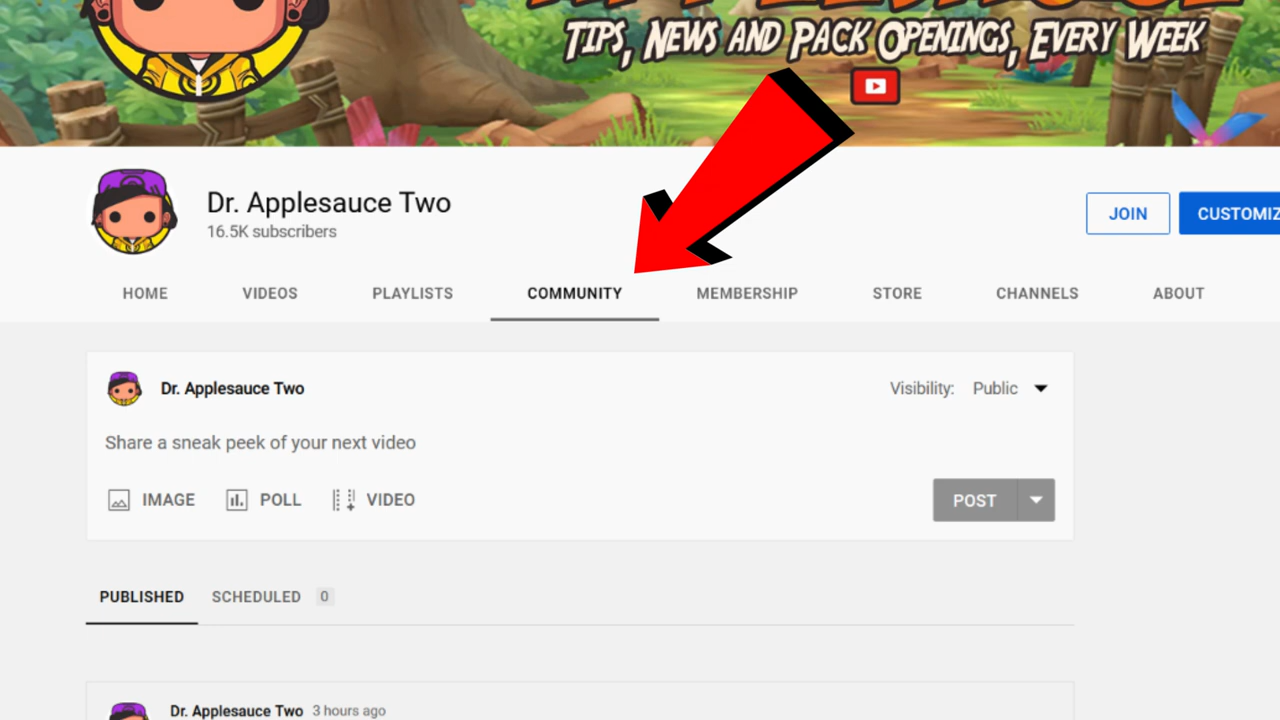 TIPS, NEWS AND PACK OPENINGS, EVERY WEEK
Dr. Applesauce Two
16.5K subscribers
JOIN
CUSTOMIZ
HOME
VIDEOS
PLAYLISTS
COMMUNITY
MEMBERSHIP
STORE
CHANNELS
ABOUT
Dr. Applesauce Two
Visibility: Public
Share a sneak peek of your next video
IMAGE
POLL
VIDEO
POST
PUBLISHED
SCHEDULED 0
Dr. Applesauce Two 3 hours ago